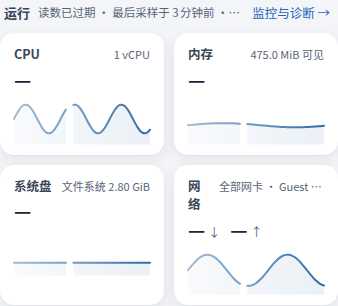 运行 读数已过期 · 最后采样于 3 分钟前 · … 监控与诊断 →
CPU 1 vCPU
—
内存 475.0 MiB 可见
—
系统盘 文件系统 2.80 GiB
—
网络 全部网卡 · Guest …
— ↓ — ↑